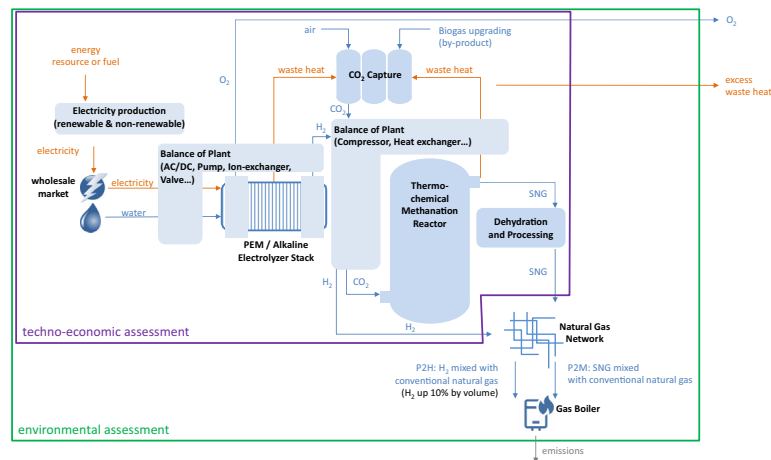 air
Biogas upgrading
(by-product)
O2
energy
resource or fuel
waste heat
CO2 Capture
waste heat
O2
excess
waste heat
CO2
Electricity production
(renewable & non-renewable)
H2
Balance of Plant
(Compressor, Heat exchanger…)
electricity
Balance of Plant
(AC/DC, Pump, Ion-exchanger,
Valve…)
wholesale
market
electricity
water
Thermo-
chemical
Methanation
Reactor
SNG
Dehydration
and Processing
PEM / Alkaline
Electrolyzer Stack
SNG
H2
CO2
H2
techno-economic assessment
Natural Gas
Network
P2H: H2 mixed with
conventional natural gas
(H2 up 10% by volume)
P2M: SNG mixed
with conventional natural gas
Gas Boiler
environmental assessment
emissions